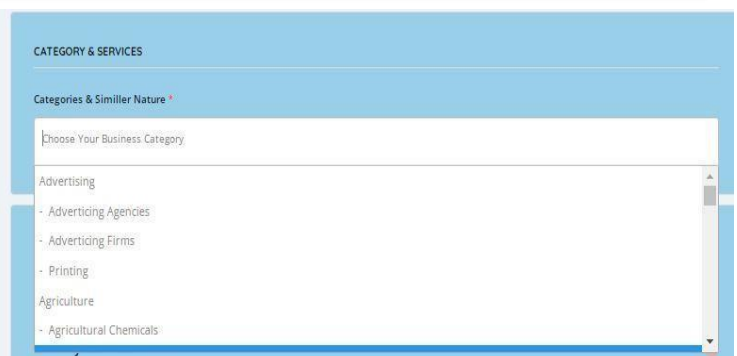 CATEGORY & SERVICES
Categories & Similler Nature *
Choose Your Business Category
Advertising
- Adverticing Agencies
- Adverticing Firms
- Printing
Agriculture
- Agricultural Chemicals